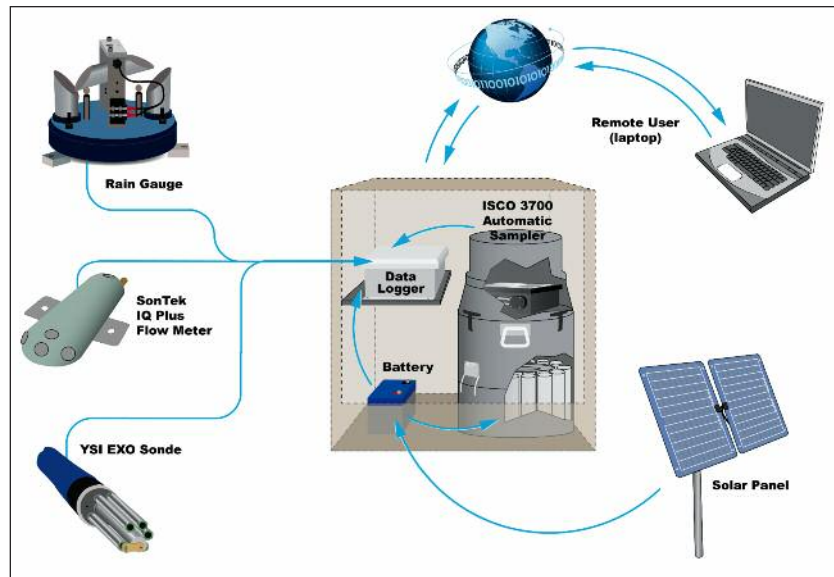 Rain Gauge
Remote User
(laptop)
ISCO 3700
Automatic
Sampler
Data
Logger
SonTek
IQ Plus
Flow Meter
Battery
YSI EXO Sonde
Solar Panel